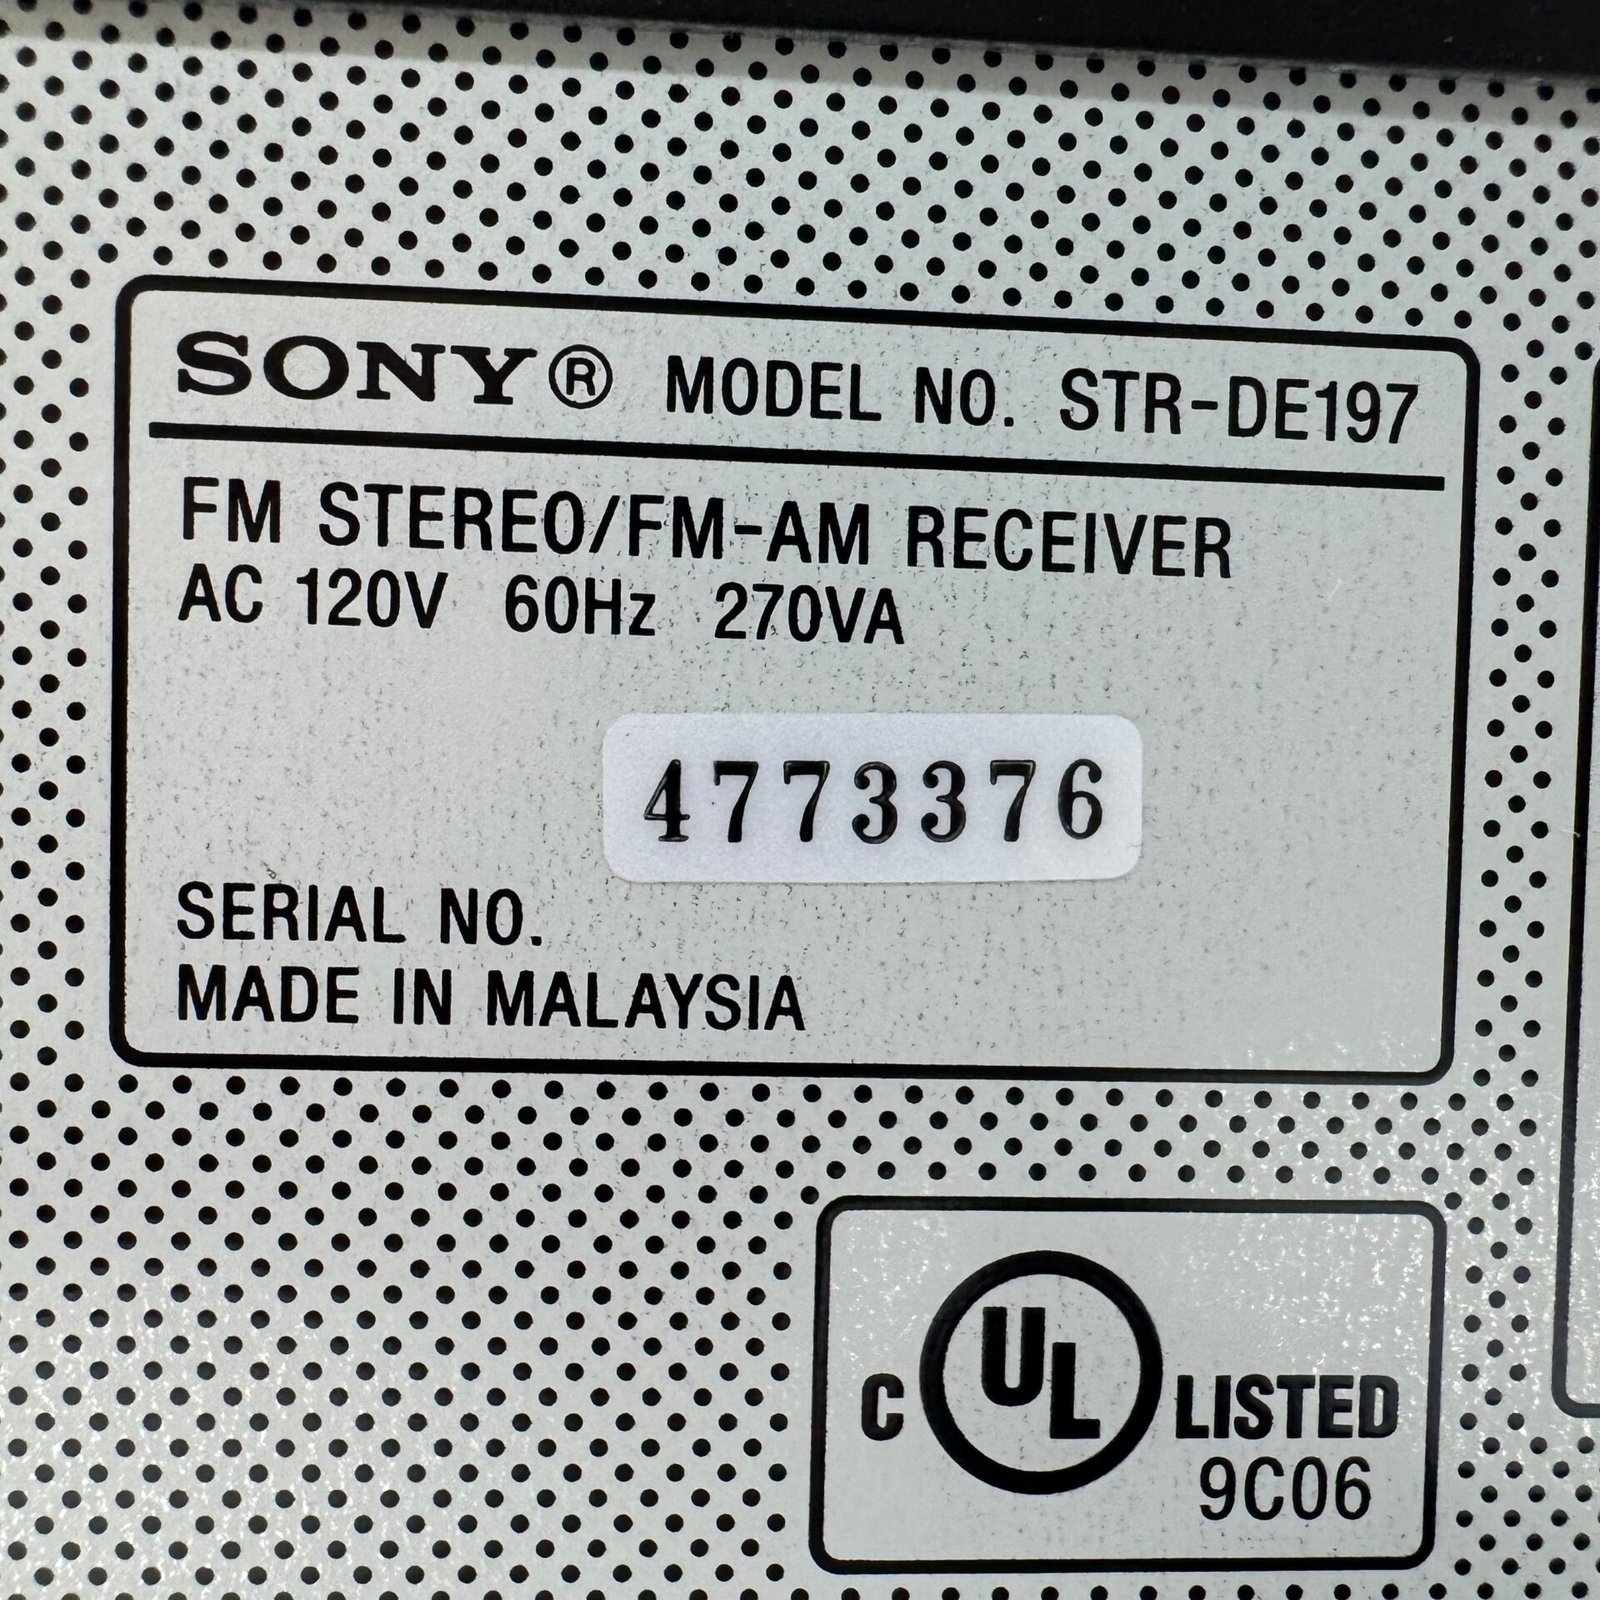 SONY® MODEL NO. STR-DE197
FM STEREO/FM-AM RECEIVER
AC 120V 60Hz 270VA
4773376
SERIAL NO.
MADE IN MALAYSIA
C UL LISTED
9C06